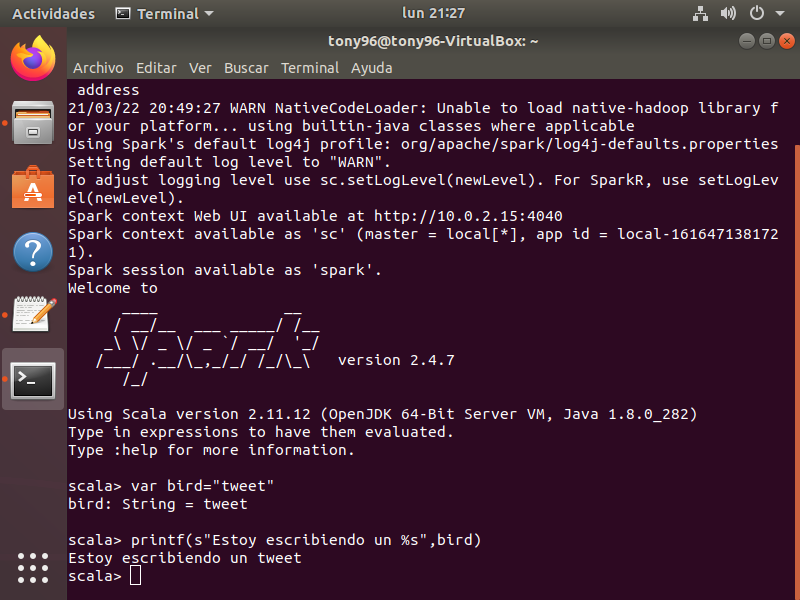 Actividades Terminal lun 21:27
tony96@tony96-VirtualBox: ~
Archivo Editar Ver Buscar Terminal Ayuda
 address
21/03/22 20:49:27 WARN NativeCodeLoader: Unable to load native-hadoop library f
or your platform... using builtin-java classes where applicable
Using Spark's default log4j profile: org/apache/spark/log4j-defaults.properties
Setting default log level to "WARN".
To adjust logging level use sc.setLogLevel(newLevel). For SparkR, use setLogLev
el(newLevel).
Spark context Web UI available at http://10.0.2.15:4040
Spark context available as 'sc' (master = local[*], app id = local-161647138172
1).
Spark session available as 'spark'.
Welcome to
      ____              __
     / __/__  ___ _____/ /__
    _\ \/ _ \/ _ `/ __/  '_/
   /___/ .__/\_,_/_/ /_/\_\   version 2.4.7
      /_/
Using Scala version 2.11.12 (OpenJDK 64-Bit Server VM, Java 1.8.0_282)
Type in expressions to have them evaluated.
Type :help for more information.
scala> var bird="tweet"
bird: String = tweet
scala> printf(s"Estoy escribiendo un %s",bird)
Estoy escribiendo un tweet
scala>